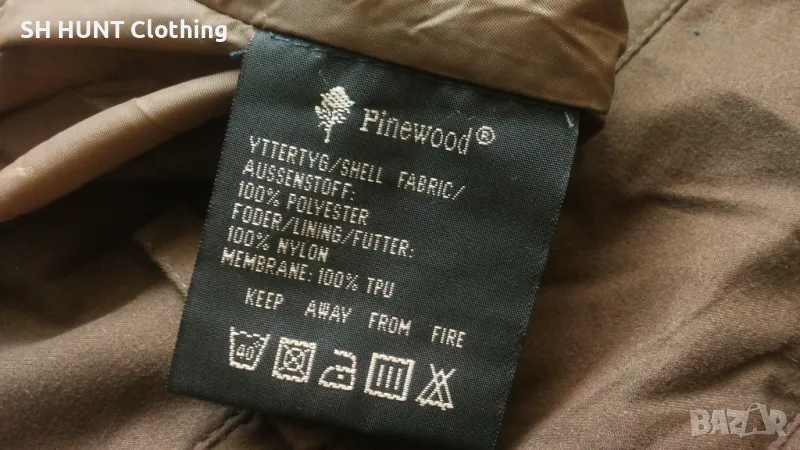 SH HUNT Clothing
Pinewood®
YTTERTYG/SHELL FABRIC/
AUSSENSTOFF:
100% POLYESTER
FODER/LINING/FUTTER:
100% NYLON
MEMBRANE: 100% TPU
KEEP AWAY FROM FIRE
40°
BAZAR